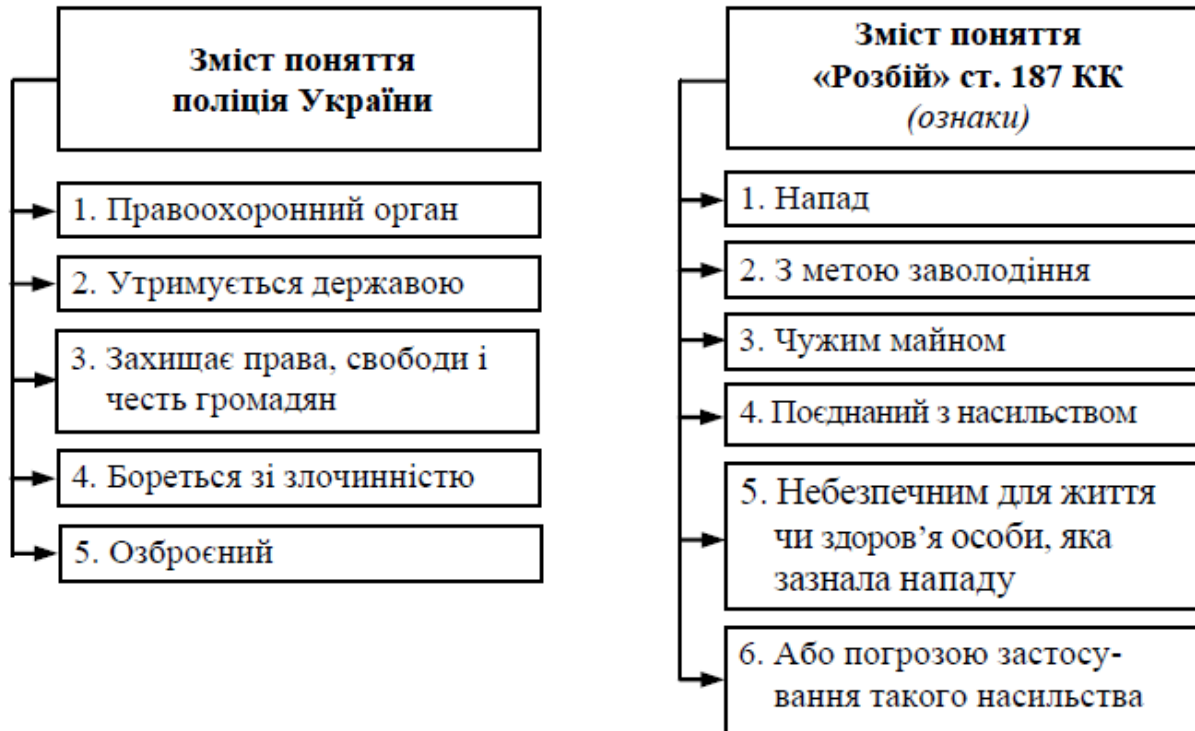 Зміст поняття
поліція України
1. Правоохоронний орган
2. Утримується державою
3. Захищає права, свободи і
честь громадян
4. Бореться зі злочинністю
5. Озброєний
Зміст поняття
«Розбій» ст. 187 КК
(ознаки)
1. Напад
2. З метою заволодіння
3. Чужим майном
4. Поєднаний з насильством
5. Небезпечним для життя
чи здоров’я особи, яка
зазнала нападу
6. Або погрозою застосу-
вання такого насильства